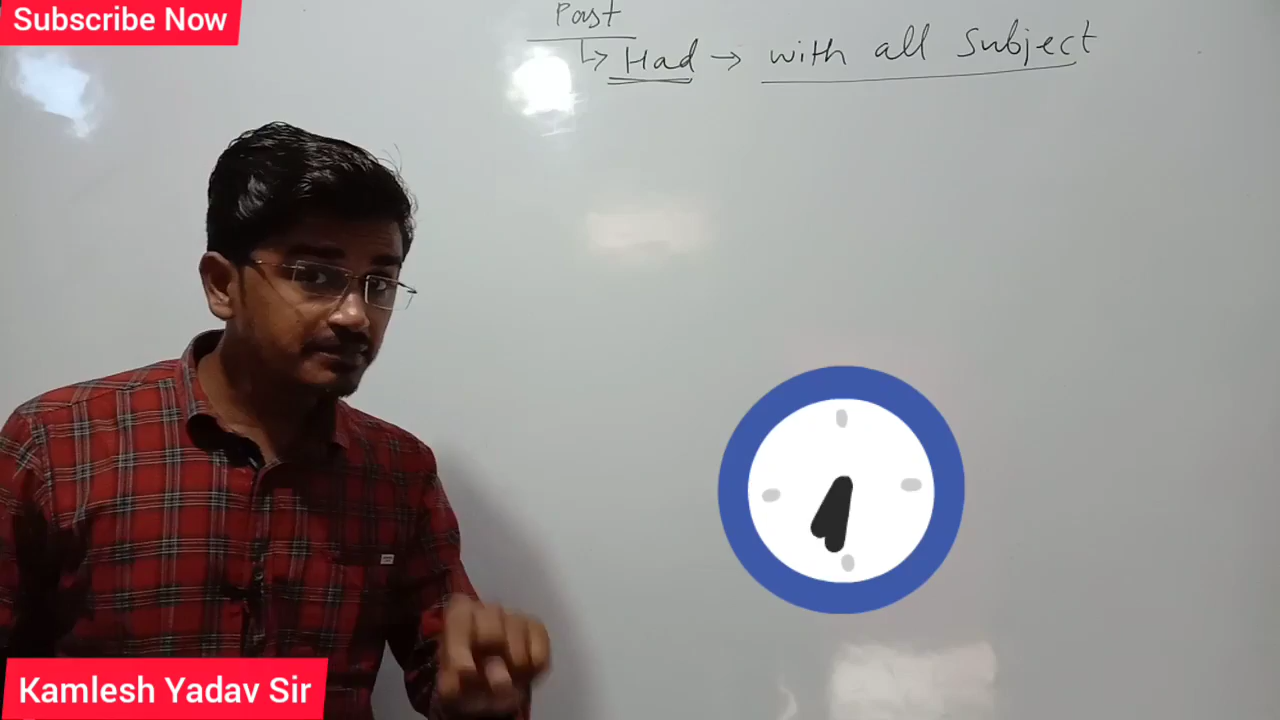 Subscribe Now
Past
↳ Had → with all Subject
Kamlesh Yadav Sir